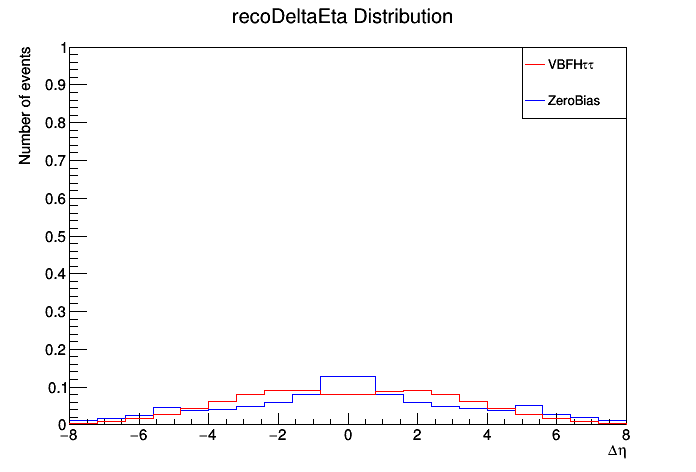 recoDeltaEta Distribution
Number of events
1
0.9
0.8
0.7
0.6
0.5
0.4
0.3
0.2
0.1
0
−8 −6 −4 −2 0 2 4 6 8
Δη
VBFHττ
ZeroBias